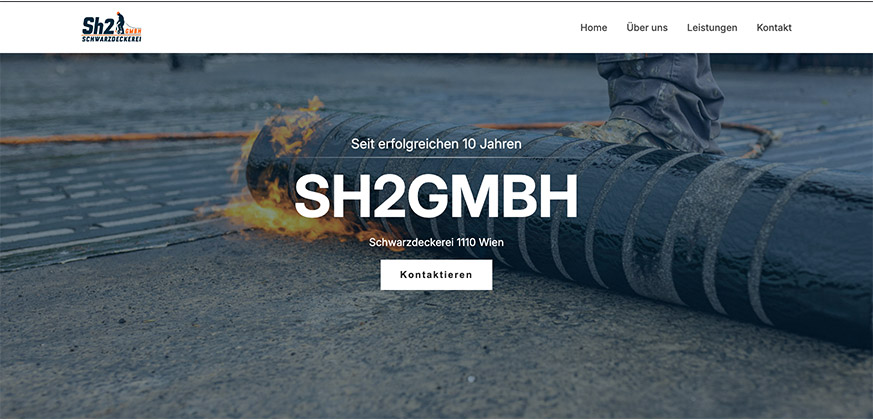 Sh2 GMBH
SCHWARZDECKEREI
Home Über uns Leistungen Kontakt
Seit erfolgreichen 10 Jahren
SH2GMBH
Schwarzdeckerei 1110 Wien
Kontaktieren